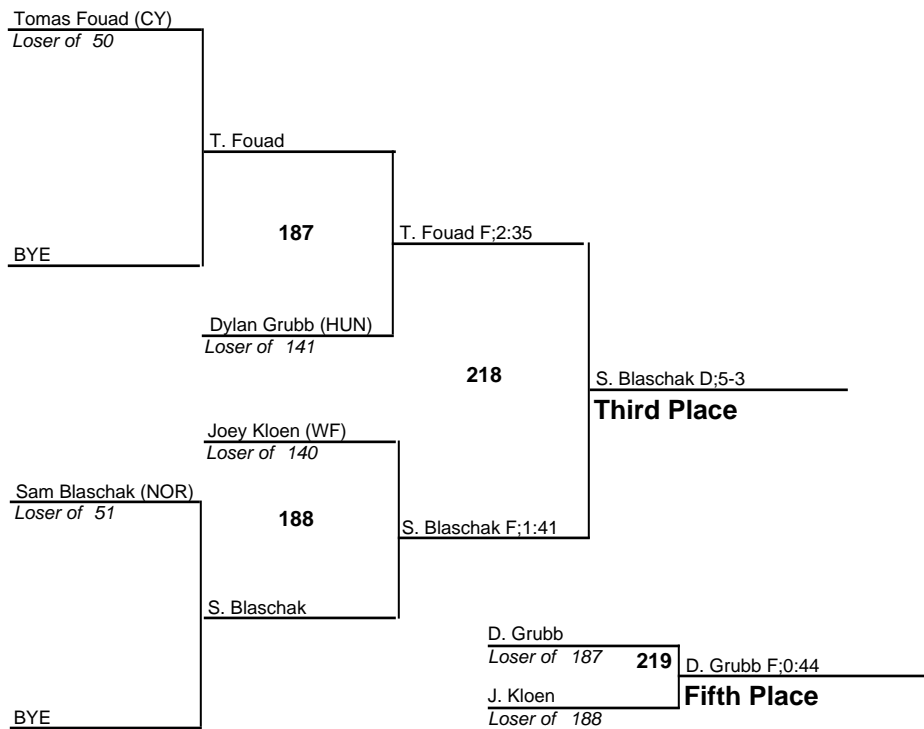 Tomas Fouad (CY)
Loser of 50
T. Fouad
187
T. Fouad F;2:35
BYE
Dylan Grubb (HUN)
Loser of 141
218
S. Blaschak D;5-3
Third Place
Joey Kloen (WF)
Loser of 140
Sam Blaschak (NOR)
Loser of 51
188
S. Blaschak F;1:41
S. Blaschak
D. Grubb
Loser of 187
219
D. Grubb F;0:44
Fifth Place
J. Kloen
Loser of 188
BYE